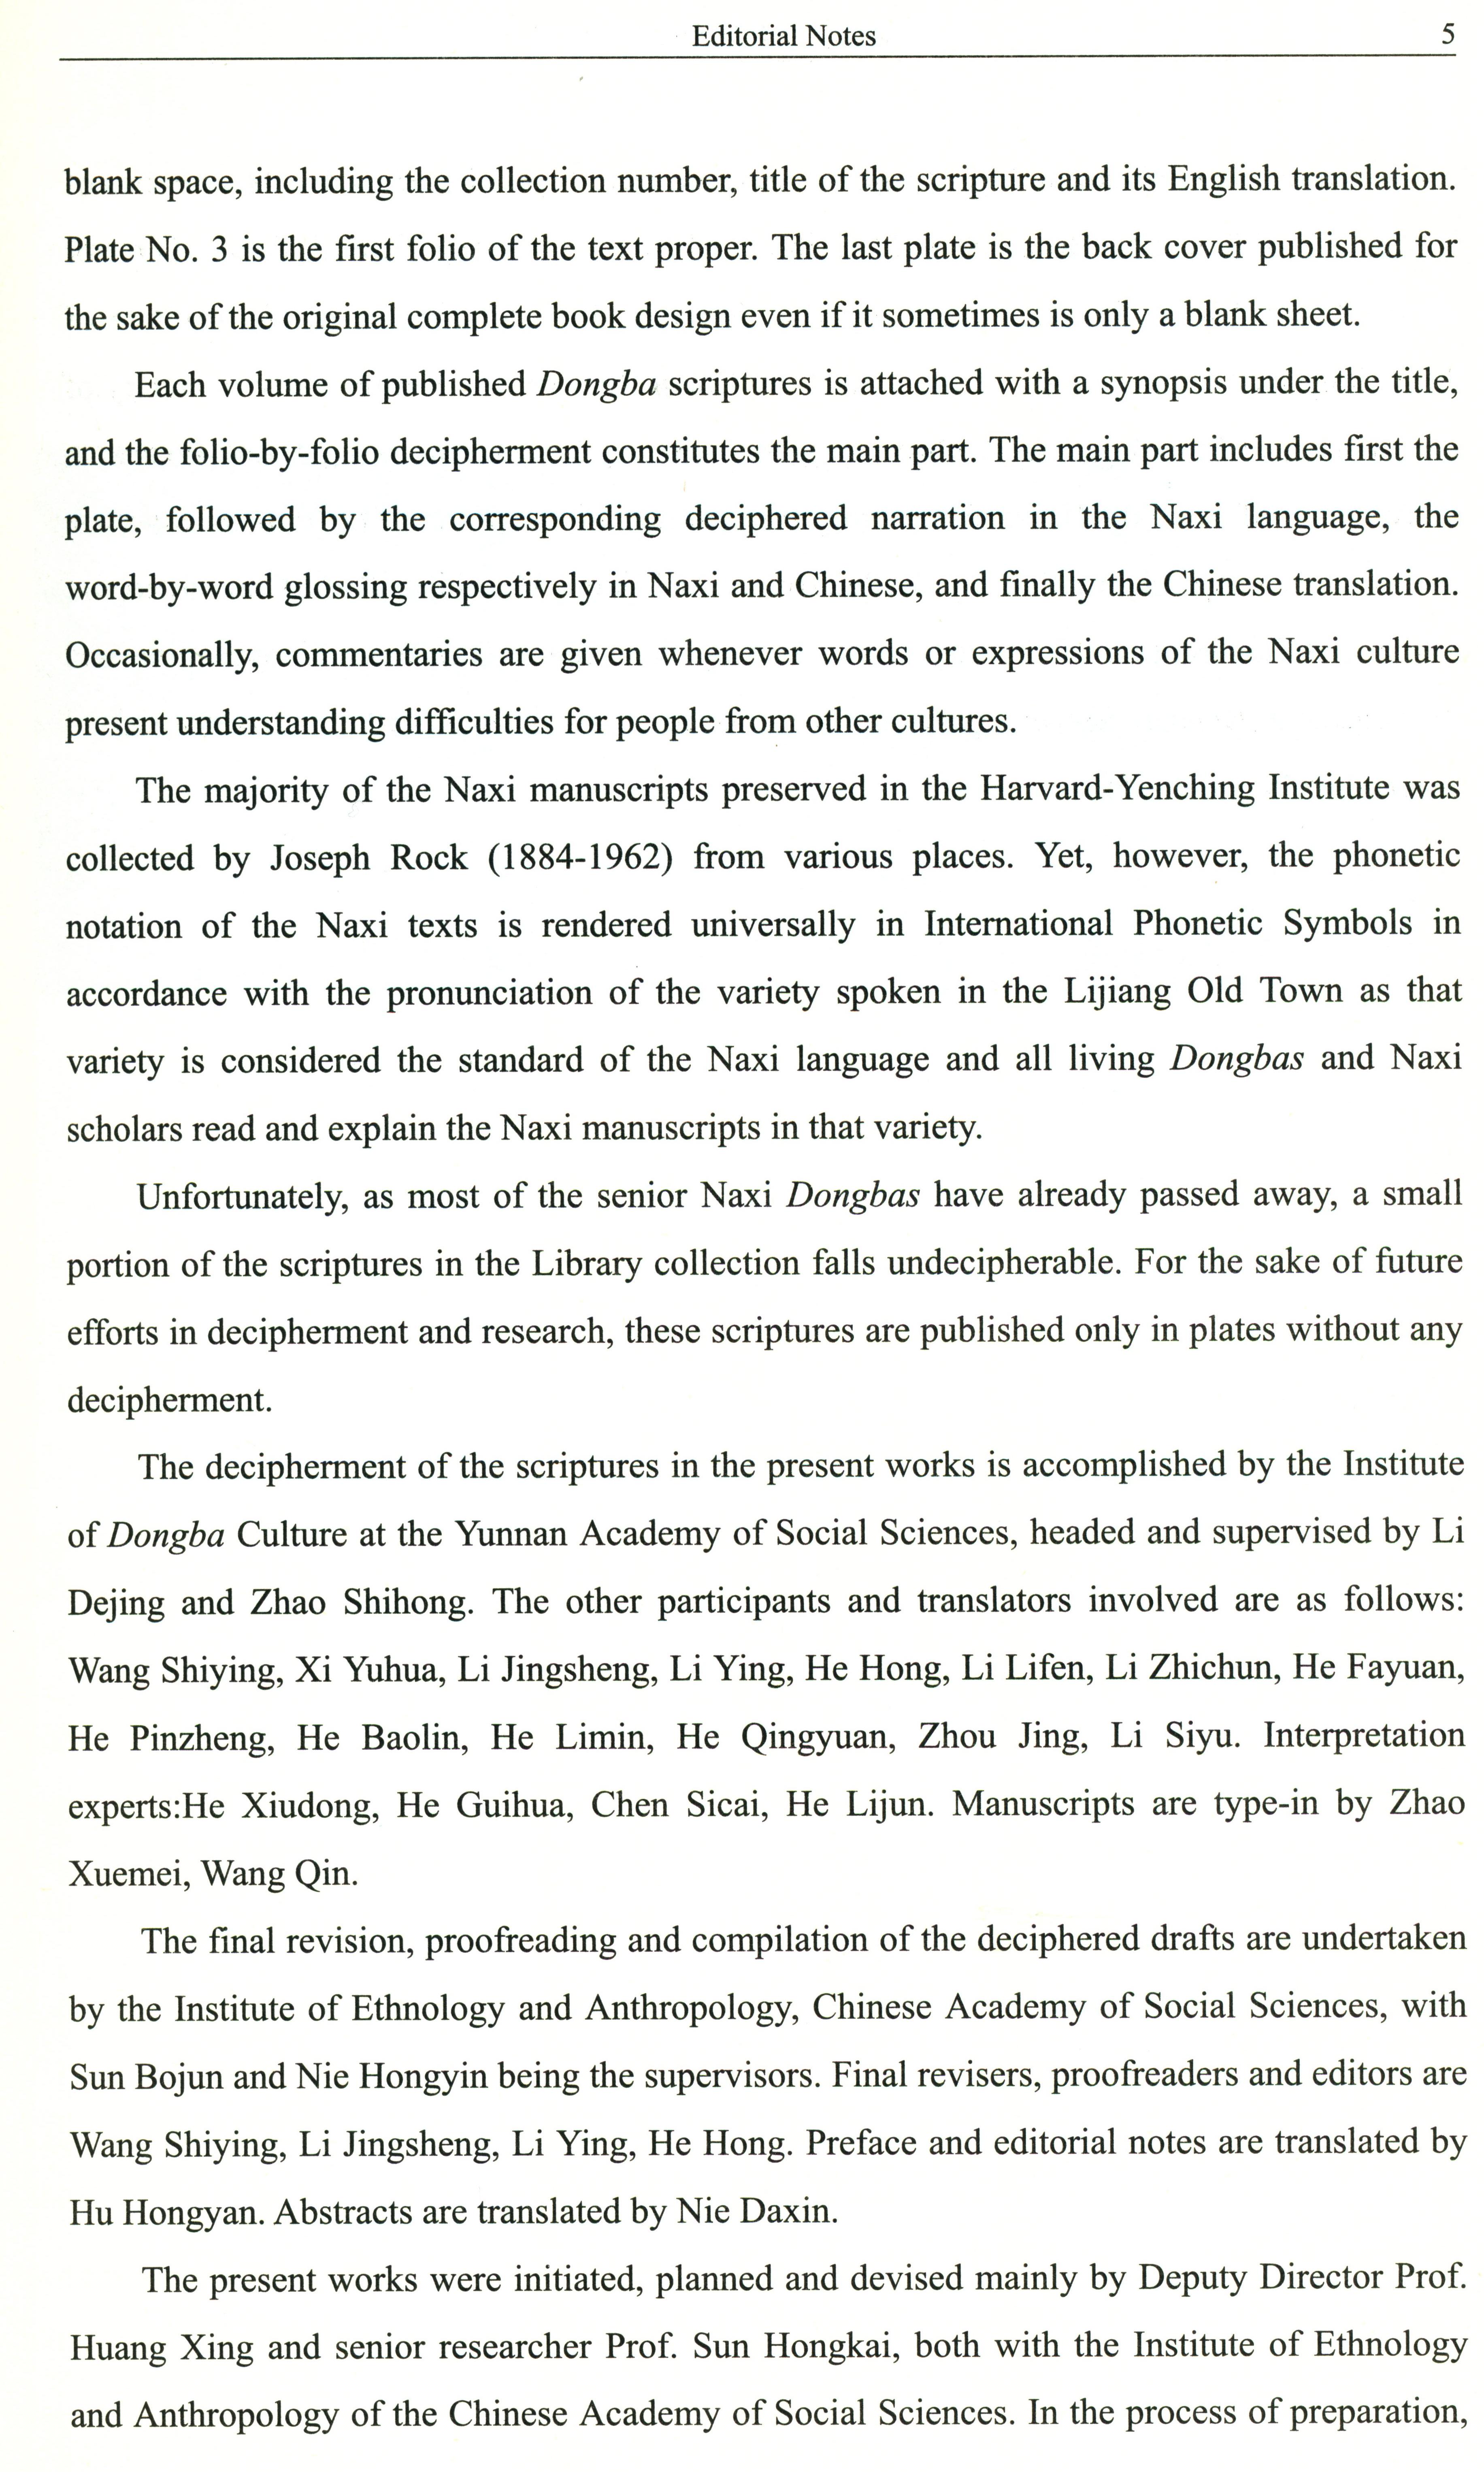 Editorial Notes 5
blank space, including the collection number, title of the scripture and its English translation.
Plate No. 3 is the first folio of the text proper. The last plate is the back cover published for
the sake of the original complete book design even if it sometimes is only a blank sheet.
Each volume of published Dongba scriptures is attached with a synopsis under the title,
and the folio-by-folio decipherment constitutes the main part. The main part includes first the
plate, followed by the corresponding deciphered narration in the Naxi language, the
word-by-word glossing respectively in Naxi and Chinese, and finally the Chinese translation.
Occasionally, commentaries are given whenever words or expressions of the Naxi culture
present understanding difficulties for people from other cultures.
The majority of the Naxi manuscripts preserved in the Harvard-Yenching Institute was
collected by Joseph Rock (1884-1962) from various places. Yet, however, the phonetic
notation of the Naxi texts is rendered universally in International Phonetic Symbols in
accordance with the pronunciation of the variety spoken in the Lijiang Old Town as that
variety is considered the standard of the Naxi language and all living Dongbas and Naxi
scholars read and explain the Naxi manuscripts in that variety.
Unfortunately, as most of the senior Naxi Dongbas have already passed away, a small
portion of the scriptures in the Library collection falls undecipherable. For the sake of future
efforts in decipherment and research, these scriptures are published only in plates without any
decipherment.
The decipherment of the scriptures in the present works is accomplished by the Institute
of Dongba Culture at the Yunnan Academy of Social Sciences, headed and supervised by Li
Dejing and Zhao Shihong. The other participants and translators involved are as follows:
Wang Shiying, Xi Yuhua, Li Jingsheng, Li Ying, He Hong, Li Lifen, Li Zhichun, He Fayuan,
He Pinzheng, He Baolin, He Limin, He Qingyuan, Zhou Jing, Li Siyu. Interpretation
experts:He Xiudong, He Guihua, Chen Sicai, He Lijun. Manuscripts are type-in by Zhao
Xuemei, Wang Qin.
The final revision, proofreading and compilation of the deciphered drafts are undertaken
by the Institute of Ethnology and Anthropology, Chinese Academy of Social Sciences, with
Sun Bojun and Nie Hongyin being the supervisors. Final revisers, proofreaders and editors are
Wang Shiying, Li Jingsheng, Li Ying, He Hong. Preface and editorial notes are translated by
Hu Hongyan. Abstracts are translated by Nie Daxin.
The present works were initiated, planned and devised mainly by Deputy Director Prof.
Huang Xing and senior researcher Prof. Sun Hongkai, both with the Institute of Ethnology
and Anthropology of the Chinese Academy of Social Sciences. In the process of preparation,